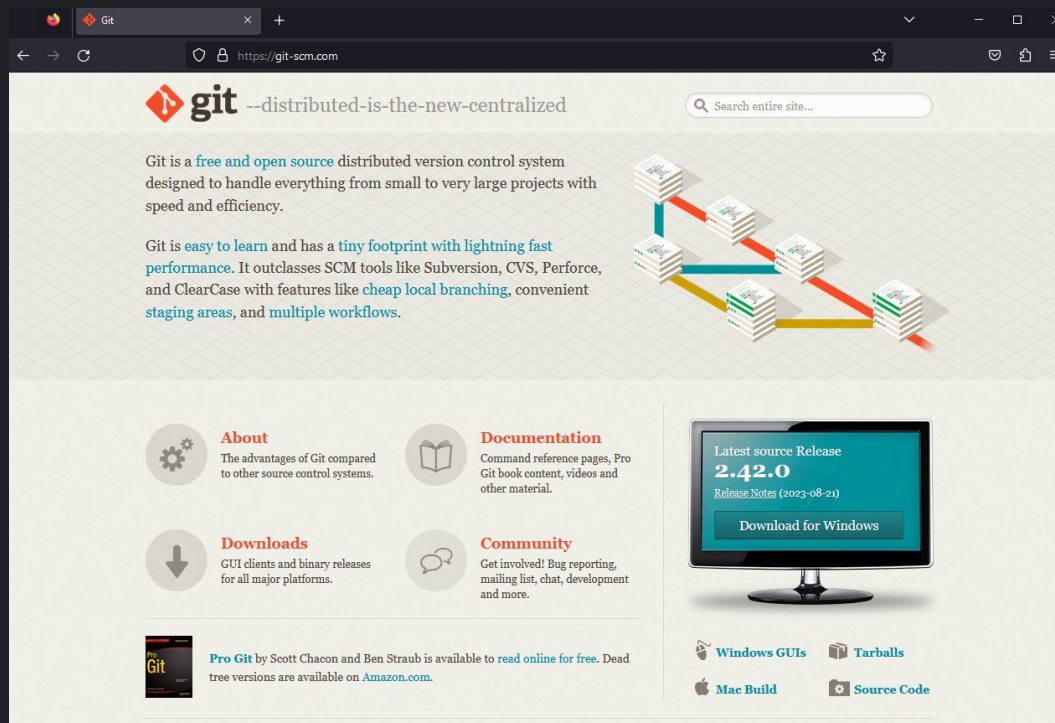 Git
https://git-scm.com
git --distributed-is-the-new-centralized
Search entire site...
Git is a free and open source distributed version control system
designed to handle everything from small to very large projects with
speed and efficiency.
Git is easy to learn and has a tiny footprint with lightning fast
performance. It outclasses SCM tools like Subversion, CVS, Perforce,
and ClearCase with features like cheap local branching, convenient
staging areas, and multiple workflows.
About
The advantages of Git compared
to other source control systems.
Documentation
Command reference pages, Pro
Git book content, videos and
other material.
Downloads
GUI clients and binary releases
for all major platforms.
Community
Get involved! Bug reporting,
mailing list, chat, development
and more.
Pro
Git
Pro Git by Scott Chacon and Ben Straub is available to read online for free. Dead
tree versions are available on Amazon.com.
Latest source Release
2.42.0
Release Notes (2023-08-21)
Download for Windows
Windows GUIs
Tarballs
Mac Build
Source Code